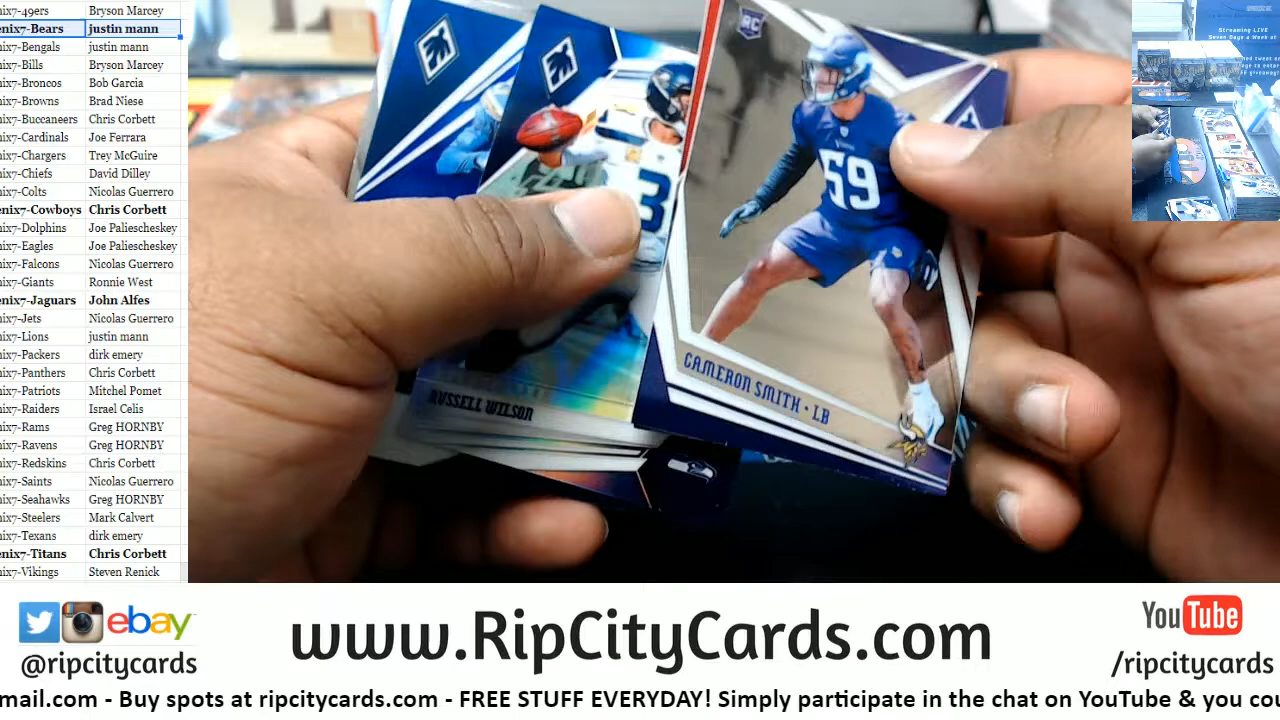 nix7-49ers Bryson Marcey
enix7-Bears justin mann
nix7-Bengals justin mann
nix7-Bills Bryson Marcey
nix7-Broncos Bob Garcia
nix7-Browns Brad Niese
nix7-Buccaneers Chris Corbett
nix7-Cardinals Joe Ferrara
nix7-Chargers Trey McGuire
nix7-Chiefs David Dilley
nix7-Colts Nicolas Guerrero
enix7-Cowboys Chris Corbett
nix7-Dolphins Joe Paliescheskey
nix7-Eagles Joe Paliescheskey
nix7-Falcons Nicolas Guerrero
nix7-Giants Ronnie West
enix7-Jaguars John Alfes
nix7-Jets Nicolas Guerrero
nix7-Lions justin mann
nix7-Packers dirk emery
nix7-Panthers Chris Corbett
nix7-Patriots Mitchel Pomet
nix7-Raiders Israel Celis
nix7-Rams Greg HORNBY
nix7-Ravens Greg HORNBY
nix7-Redskins Chris Corbett
nix7-Saints Nicolas Guerrero
nix7-Seahawks Greg HORNBY
nix7-Steelers Mark Calvert
nix7-Texans dirk emery
enix7-Titans Chris Corbett
nix7-Vikings Steven Renick
RC
59
CAMERON SMITH • LB
3
RUSSELL WILSON
Streaming LIVE
Seven Days a Week at
ebay
@ripcitycards
www.RipCityCards.com
YouTube
/ripcitycards
mail.com - Buy spots at ripcitycards.com - FREE STUFF EVERYDAY! Simply participate in the chat on YouTube & you cou